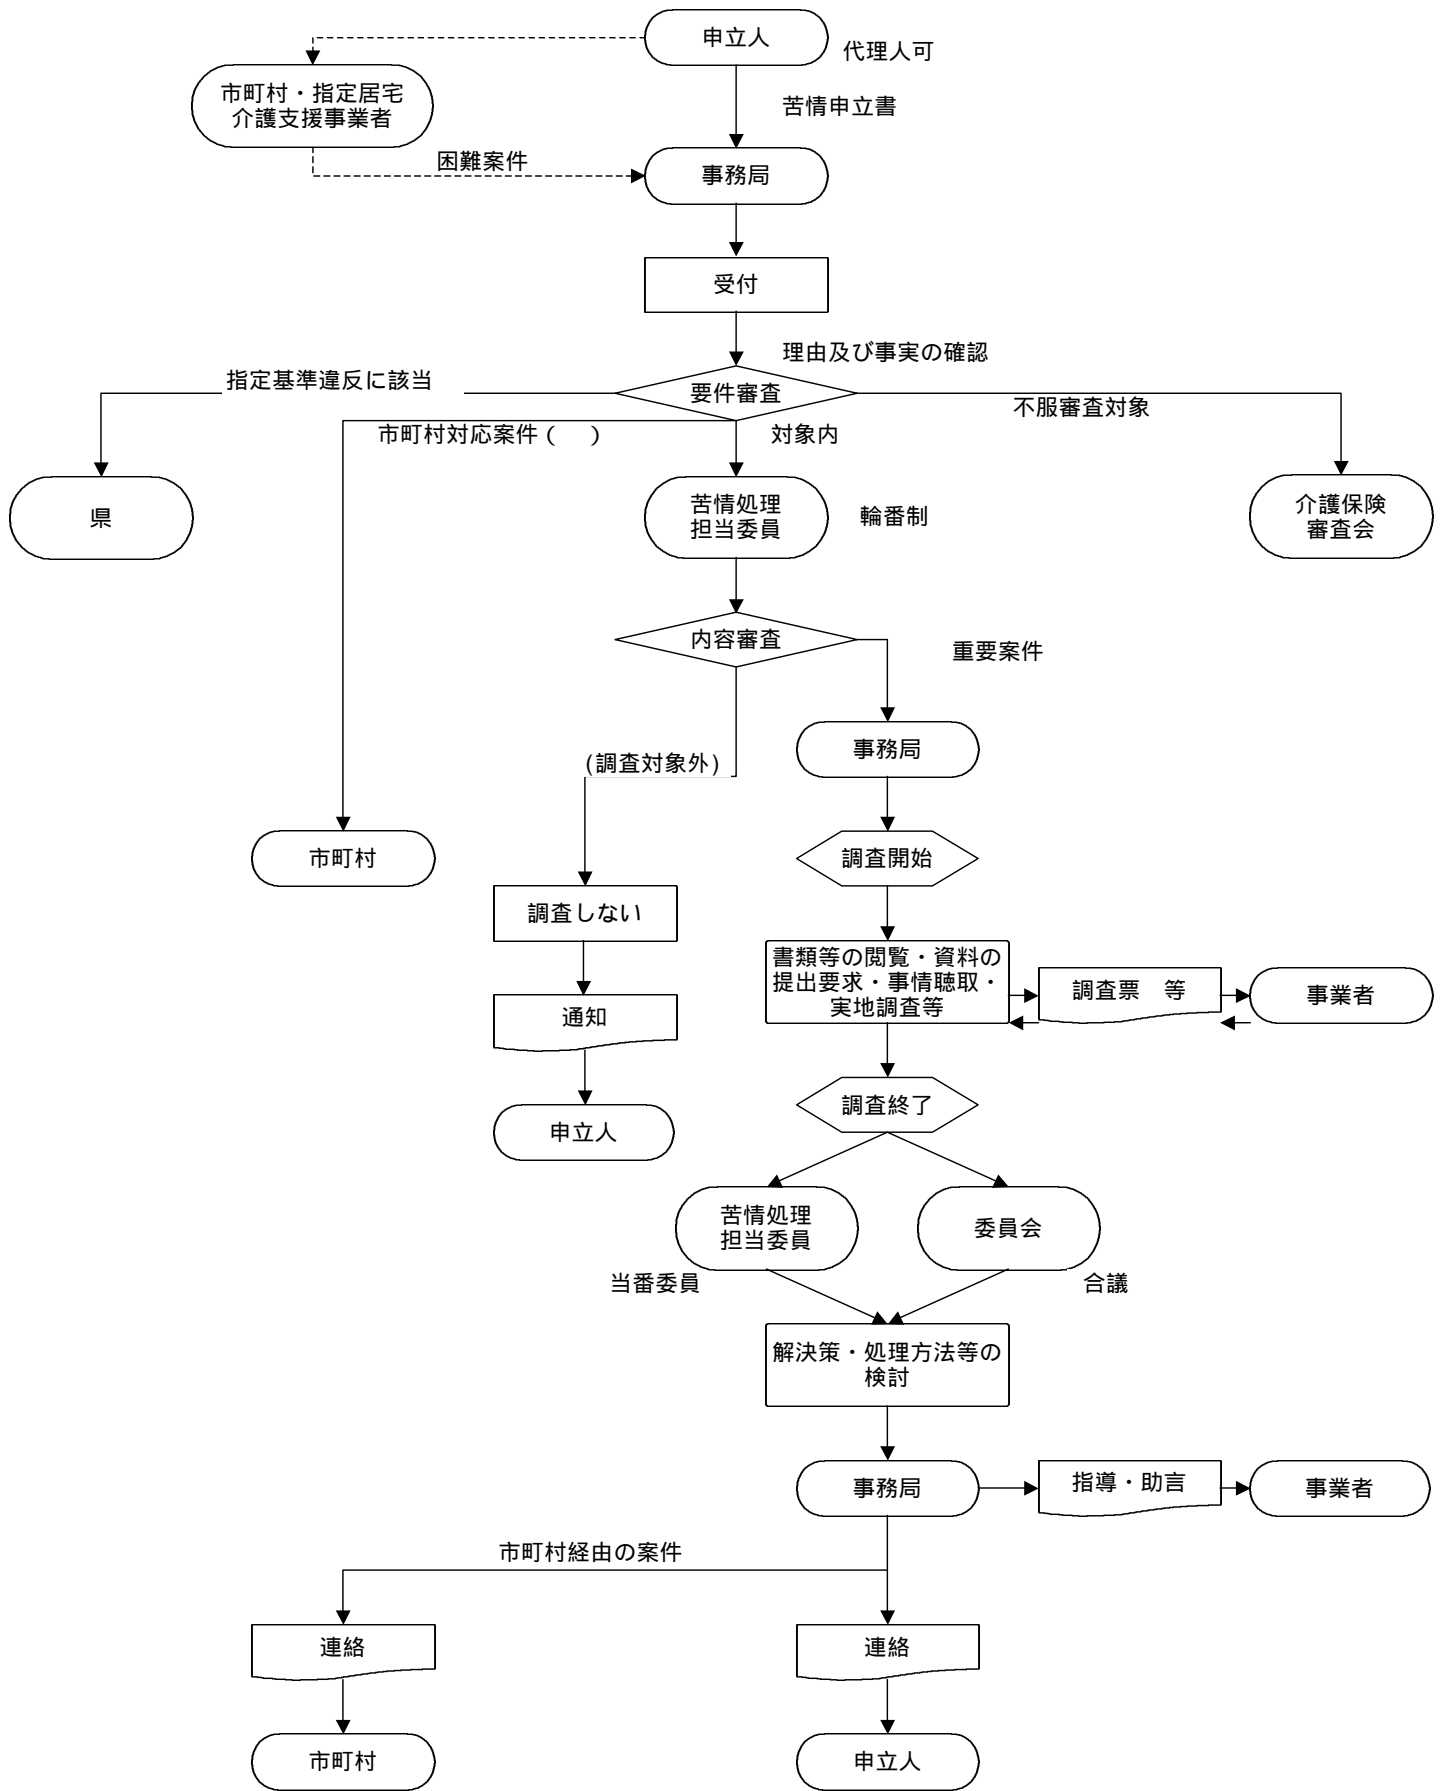 申立人
代理人可
市町村・指定居宅
介護支援事業者
苦情申立書
困難案件
事務局
受付
理由及び事実の確認
指定基準違反に該当
要件審査
不服審査対象
市町村対応案件 (　)
対象内
県
苦情処理
担当委員
輪番制
介護保険
審査会
内容審査
重要案件
事務局
(調査対象外)
市町村
調査開始
調査しない
書類等の閲覧・資料の
提出要求・事情聴取・
実地調査等
調査票　等
事業者
通知
調査終了
申立人
苦情処理
担当委員
委員会
当番委員
合議
解決策・処理方法等の
検討
事務局
指導・助言
事業者
市町村経由の案件
連絡
連絡
市町村
申立人